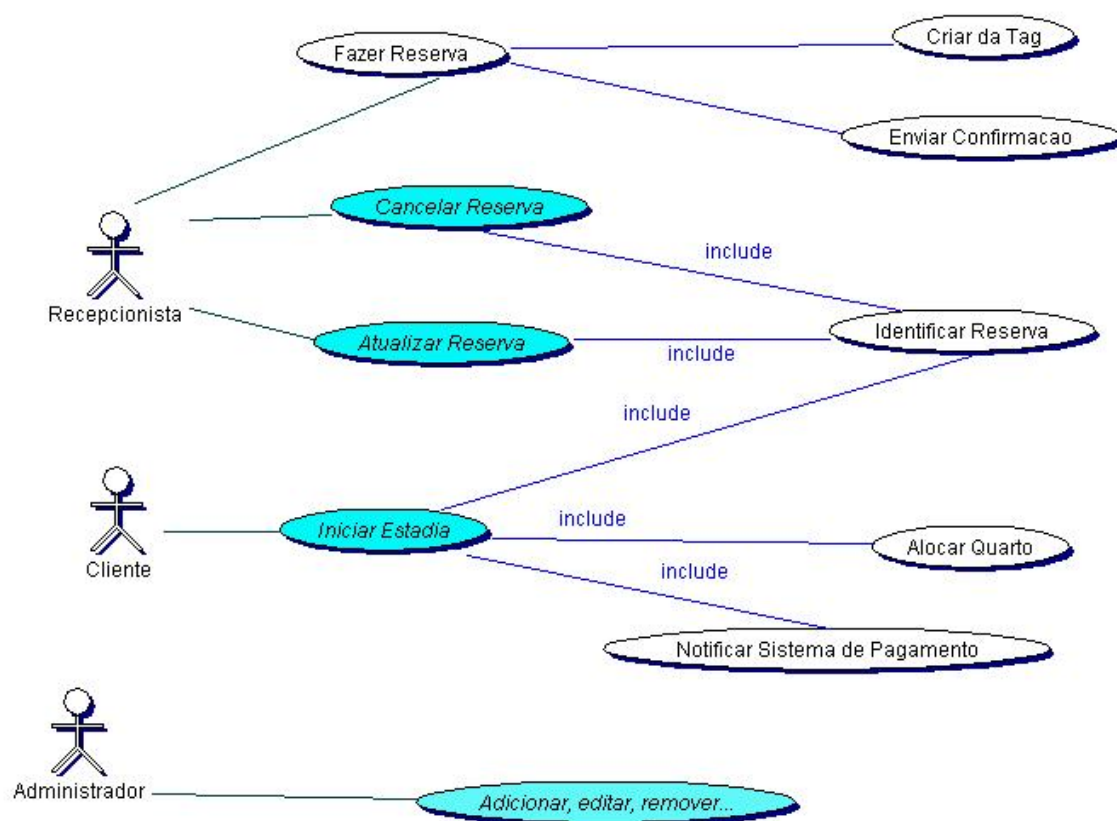 Fazer Reserva
Criar da Tag
Enviar Confirmacao
Cancelar Reserva
include
Recepcionista
Identificar Reserva
Atualizar Reserva
include
include
Cliente
Iniciar Estadia
include
Alocar Quarto
include
Notificar Sistema de Pagamento
Administrador
Adicionar, editar, remover...